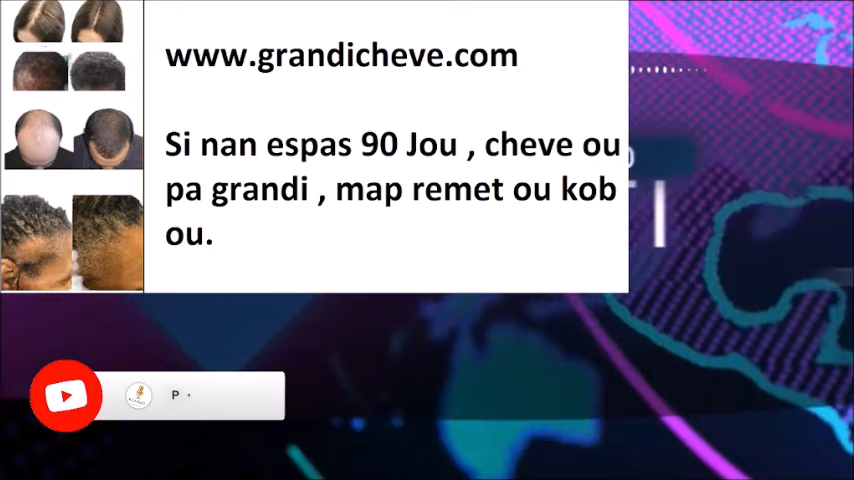 www.grandicheve.com
Si nan espas 90 Jou , cheve ou
pa grandi , map remet ou kob
ou.
P